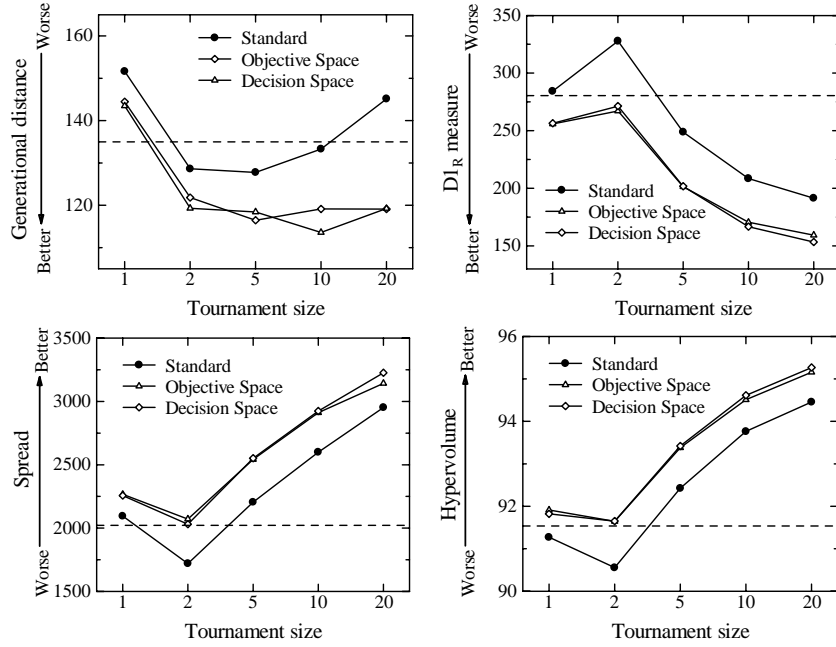 Worse
Generational distance
Better
160
140
120
Standard
Objective Space
Decision Space
1
2
5
10
20
Tournament size
Worse
D1R measure
Better
350
300
250
200
150
Standard
Objective Space
Decision Space
1
2
5
10
20
Tournament size
Better
Spread
Worse
3500
3000
2500
2000
1500
Standard
Objective Space
Decision Space
1
2
5
10
20
Tournament size
Better
Hypervolume
Worse
96
94
92
90
Standard
Objective Space
Decision Space
1
2
5
10
20
Tournament size